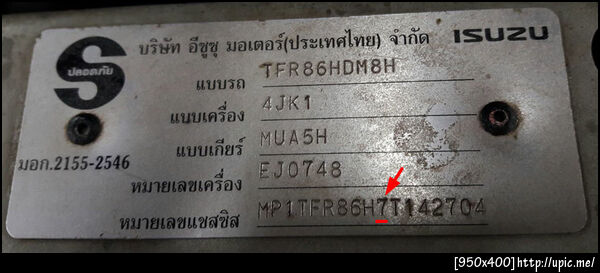 บริษัท อีซูซุ มอเตอร์(ประเทศไทย) จำกัด ISUZU
S
ปลอดภัย
แบบรถ TFR86HDM8H
แบบเครื่อง 4JK1
แบบเกียร์ MUA5H
มอก.2155-2546
หมายเลขเครื่อง EJ0748
หมายเลขแชสซิส MP1TFR86H7T142704
[950x400] http://upic.me/